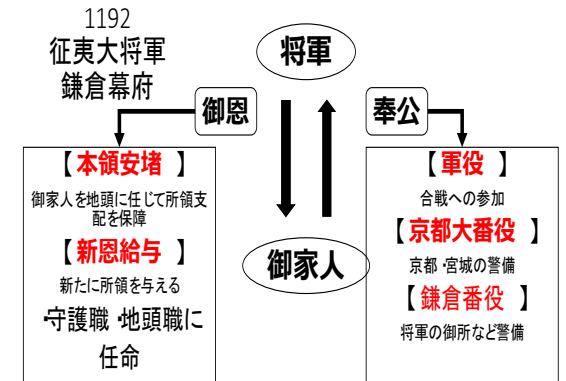 1192
征夷大将軍
鎌倉幕府
将軍
御恩
奉公
【 本領安堵 】
御家人を地頭に任じて所領支
配を保障
【 新恩給与 】
新たに所領を与える
・守護職・地頭職に
任命
御家人
【 軍役 】
合戦への参加
【 京都大番役 】
京都・宮城の警備
【 鎌倉番役 】
将軍の御所など警備